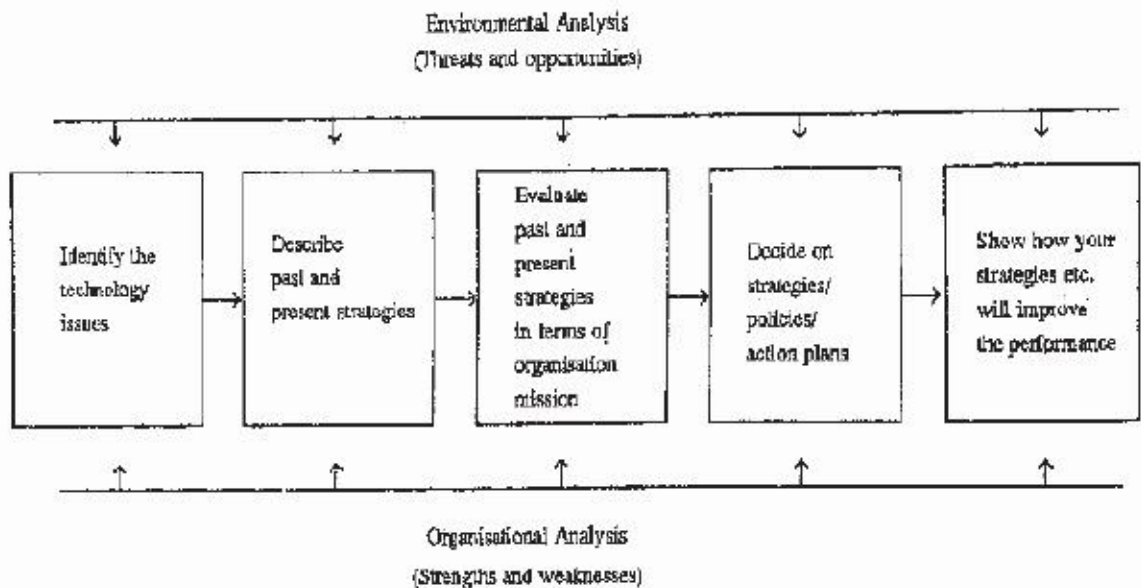 Environmental Analysis
(Threats and opportunities)
Identify the
technology
issues
Describe
past and
present strategies
Evaluate
past and
present
strategies
in terms of
organisation
mission
Decide on
strategies/
policies/
action plans
Show how your
strategies etc.
will improve
the performance
Organisational Analysis
(Strengths and weaknesses)